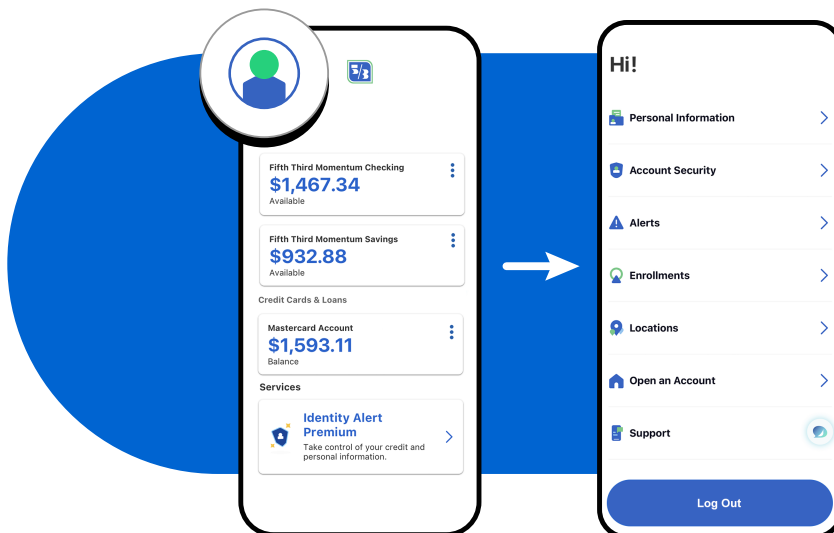 5/3
Fifth Third Momentum Checking
$1,467.34
Available
Fifth Third Momentum Savings
$932.88
Available
Credit Cards & Loans
Mastercard Account
$1,593.11
Balance
Services
Identity Alert
Premium
Take control of your credit and
personal information.
Hi!
Personal Information
Account Security
Alerts
Enrollments
Locations
Open an Account
Support
Log Out